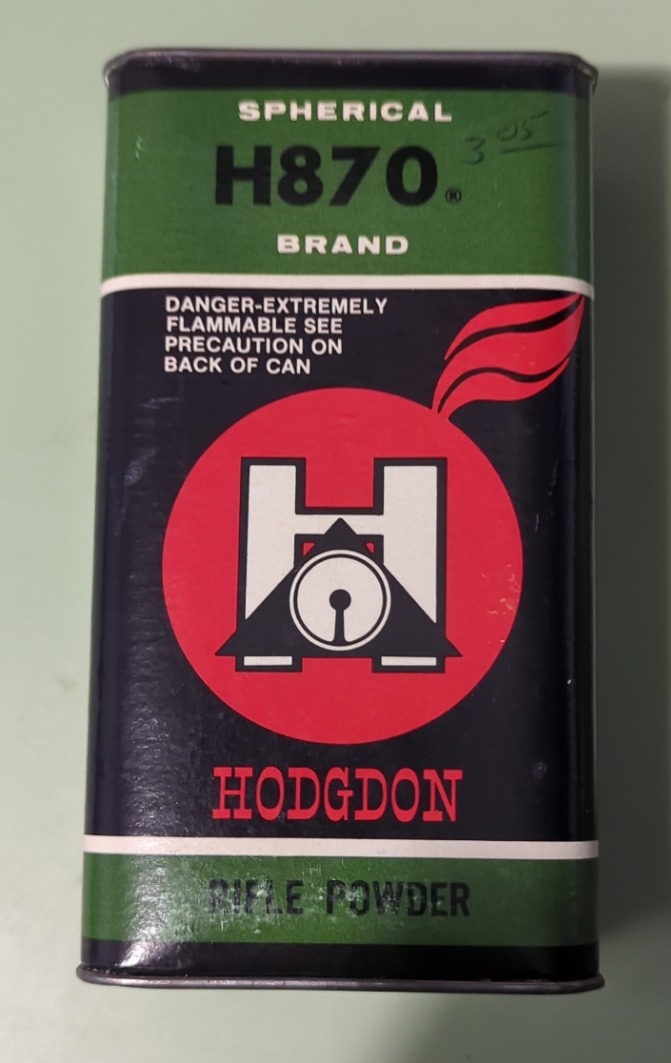 SPHERICAL
H870®
3.05
BRAND
DANGER-EXTREMELY
FLAMMABLE SEE
PRECAUTION ON
BACK OF CAN
H
HODGDON
RIFLE POWDER